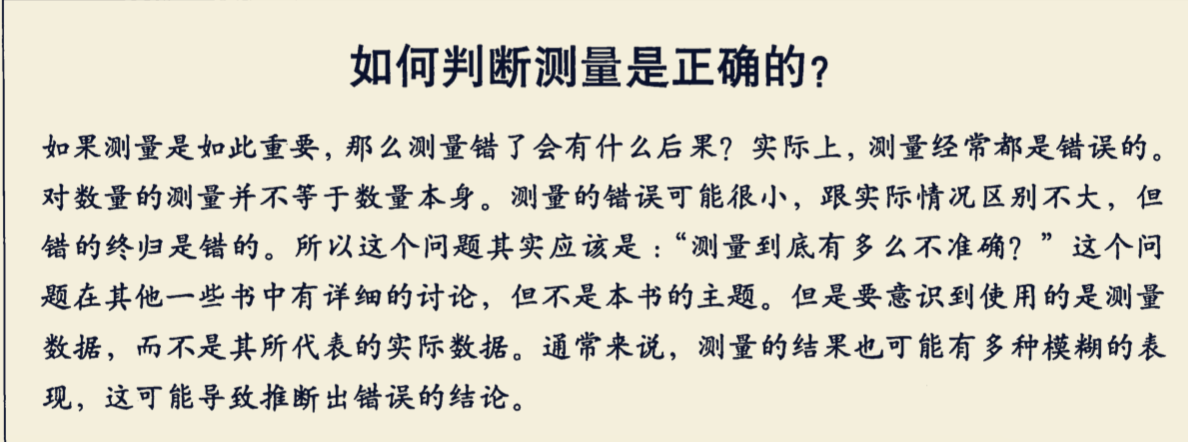 如何判断测量是正确的？
如果测量是如此重要，那么测量错了会有什么后果？实际上，测量经常都是错误的。
对数量的测量并不等于数量本身。测量的错误可能很小，跟实际情况区别不大，但
错的终归是错的。所以这个问题其实应该是：“测量到底有多么不准确？”这个问
题在其他一些书中有详细的讨论，但不是本书的主题。但是要意识到使用的是测量
数据，而不是其所代表的实际数据。通常来说，测量的结果也可能有多种模糊的表
现，这可能导致推断出错误的结论。